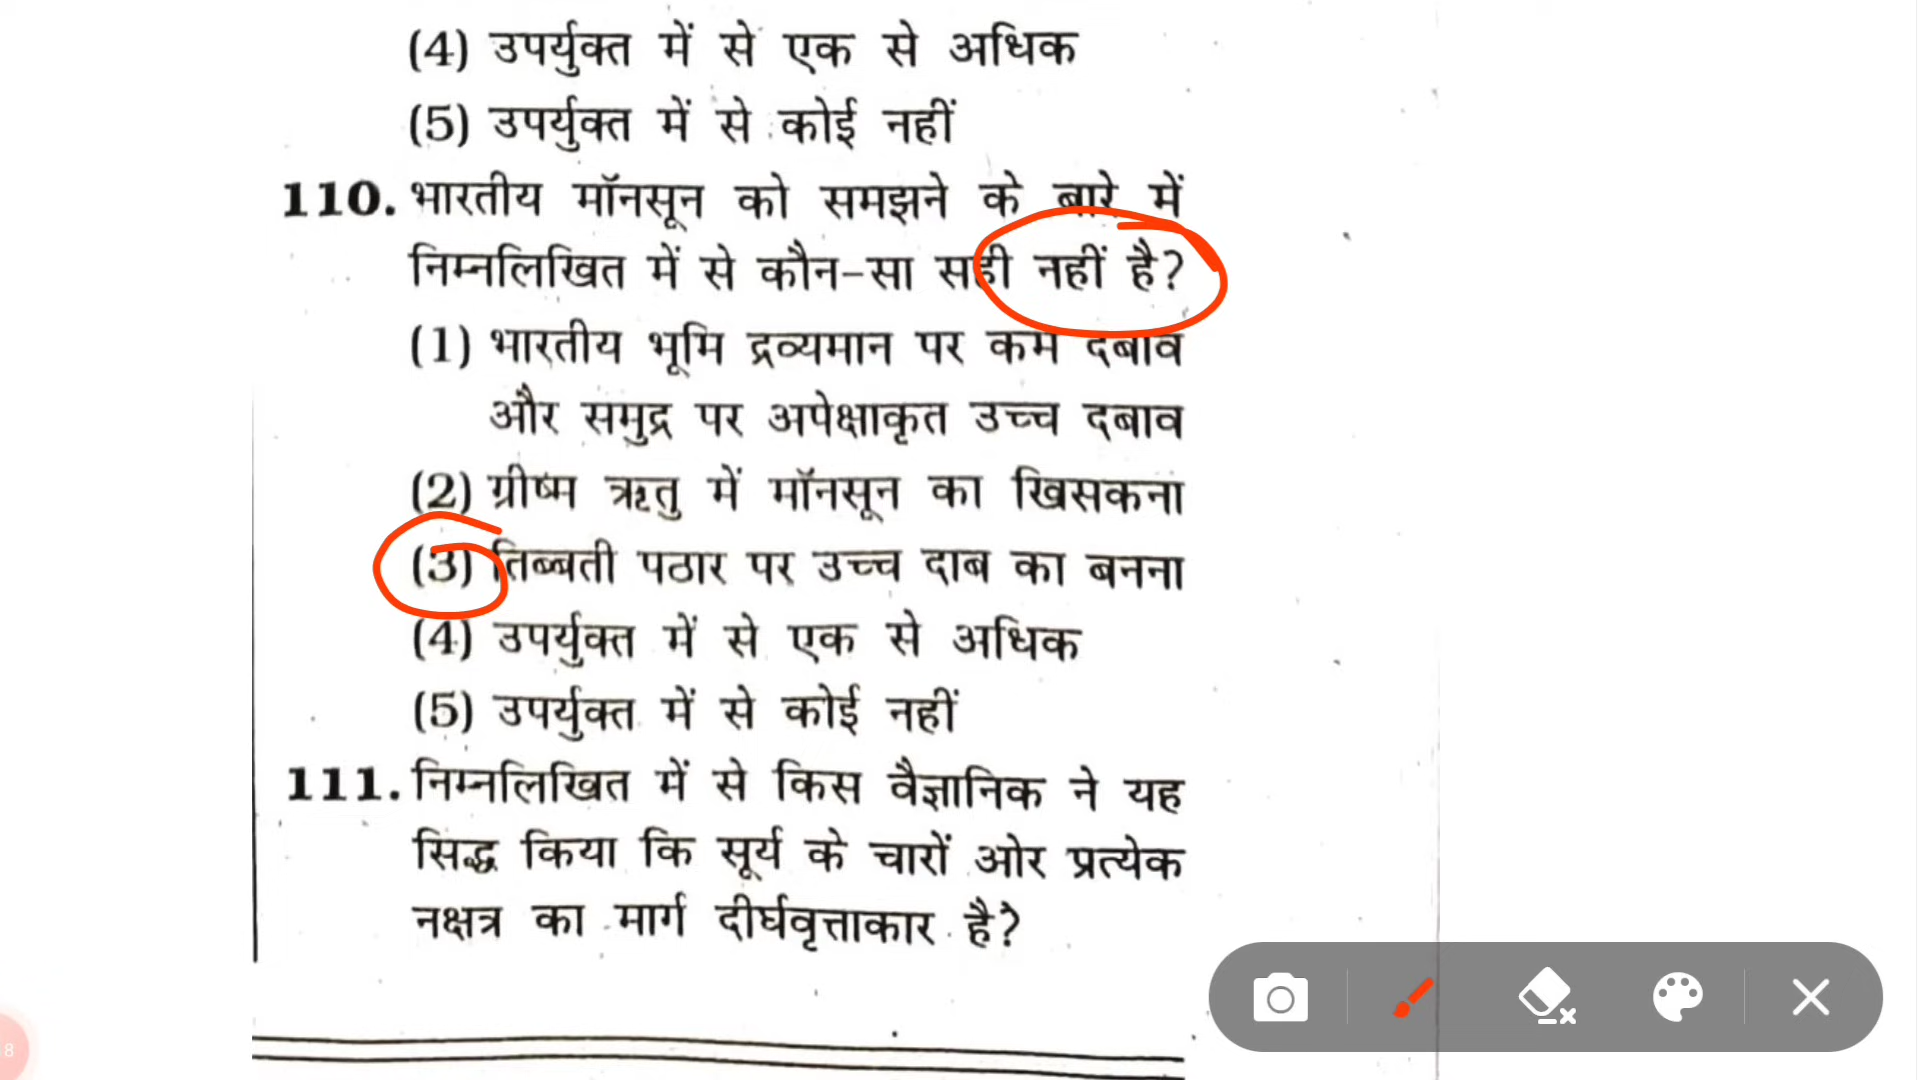 (4) उपर्युक्त में से एक से अधिक
(5) उपर्युक्त में से कोई नहीं
110. भारतीय मॉनसून को समझने के बारे में
निम्नलिखित में से कौन-सा सही नहीं है?
(1) भारतीय भूमि द्रव्यमान पर कम दबाव
और समुद्र पर अपेक्षाकृत उच्च दबाव
(2) ग्रीष्म ऋतु में मॉनसून का खिसकना
(3) तिब्बती पठार पर उच्च दाब का बनना
(4) उपर्युक्त में से एक से अधिक
(5) उपर्युक्त में से कोई नहीं
111. निम्नलिखित में से किस वैज्ञानिक ने यह
सिद्ध किया कि सूर्य के चारों ओर प्रत्येक
नक्षत्र का मार्ग दीर्घवृत्ताकार है?
8